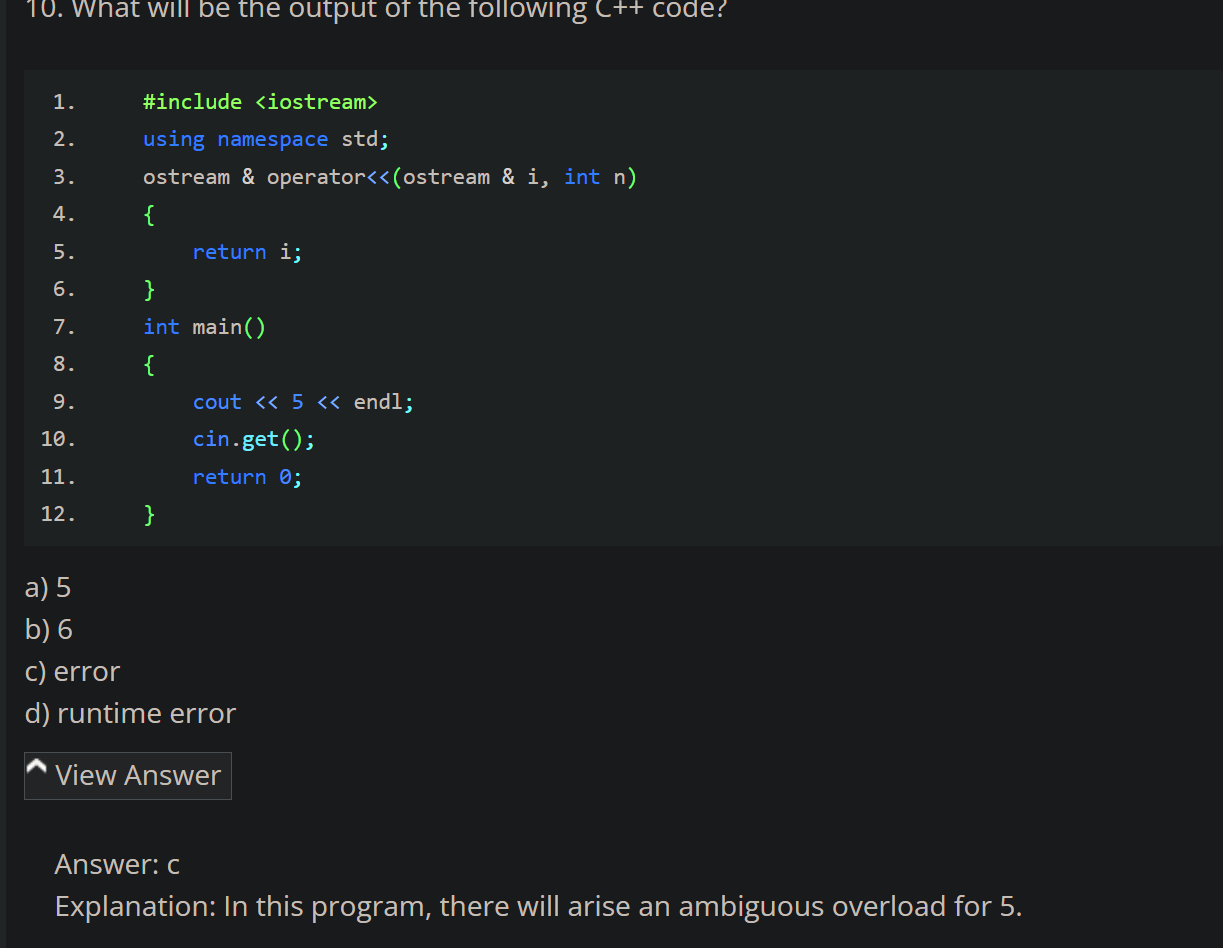 10. What will be the output of the following C++ code?
1. #include <iostream>
2. using namespace std;
3. ostream & operator<<(ostream & i, int n)
4. {
5. return i;
6. }
7. int main()
8. {
9. cout << 5 << endl;
10. cin.get();
11. return 0;
12. }
a) 5
b) 6
c) error
d) runtime error
View Answer
Answer: c
Explanation: In this program, there will arise an ambiguous overload for 5.